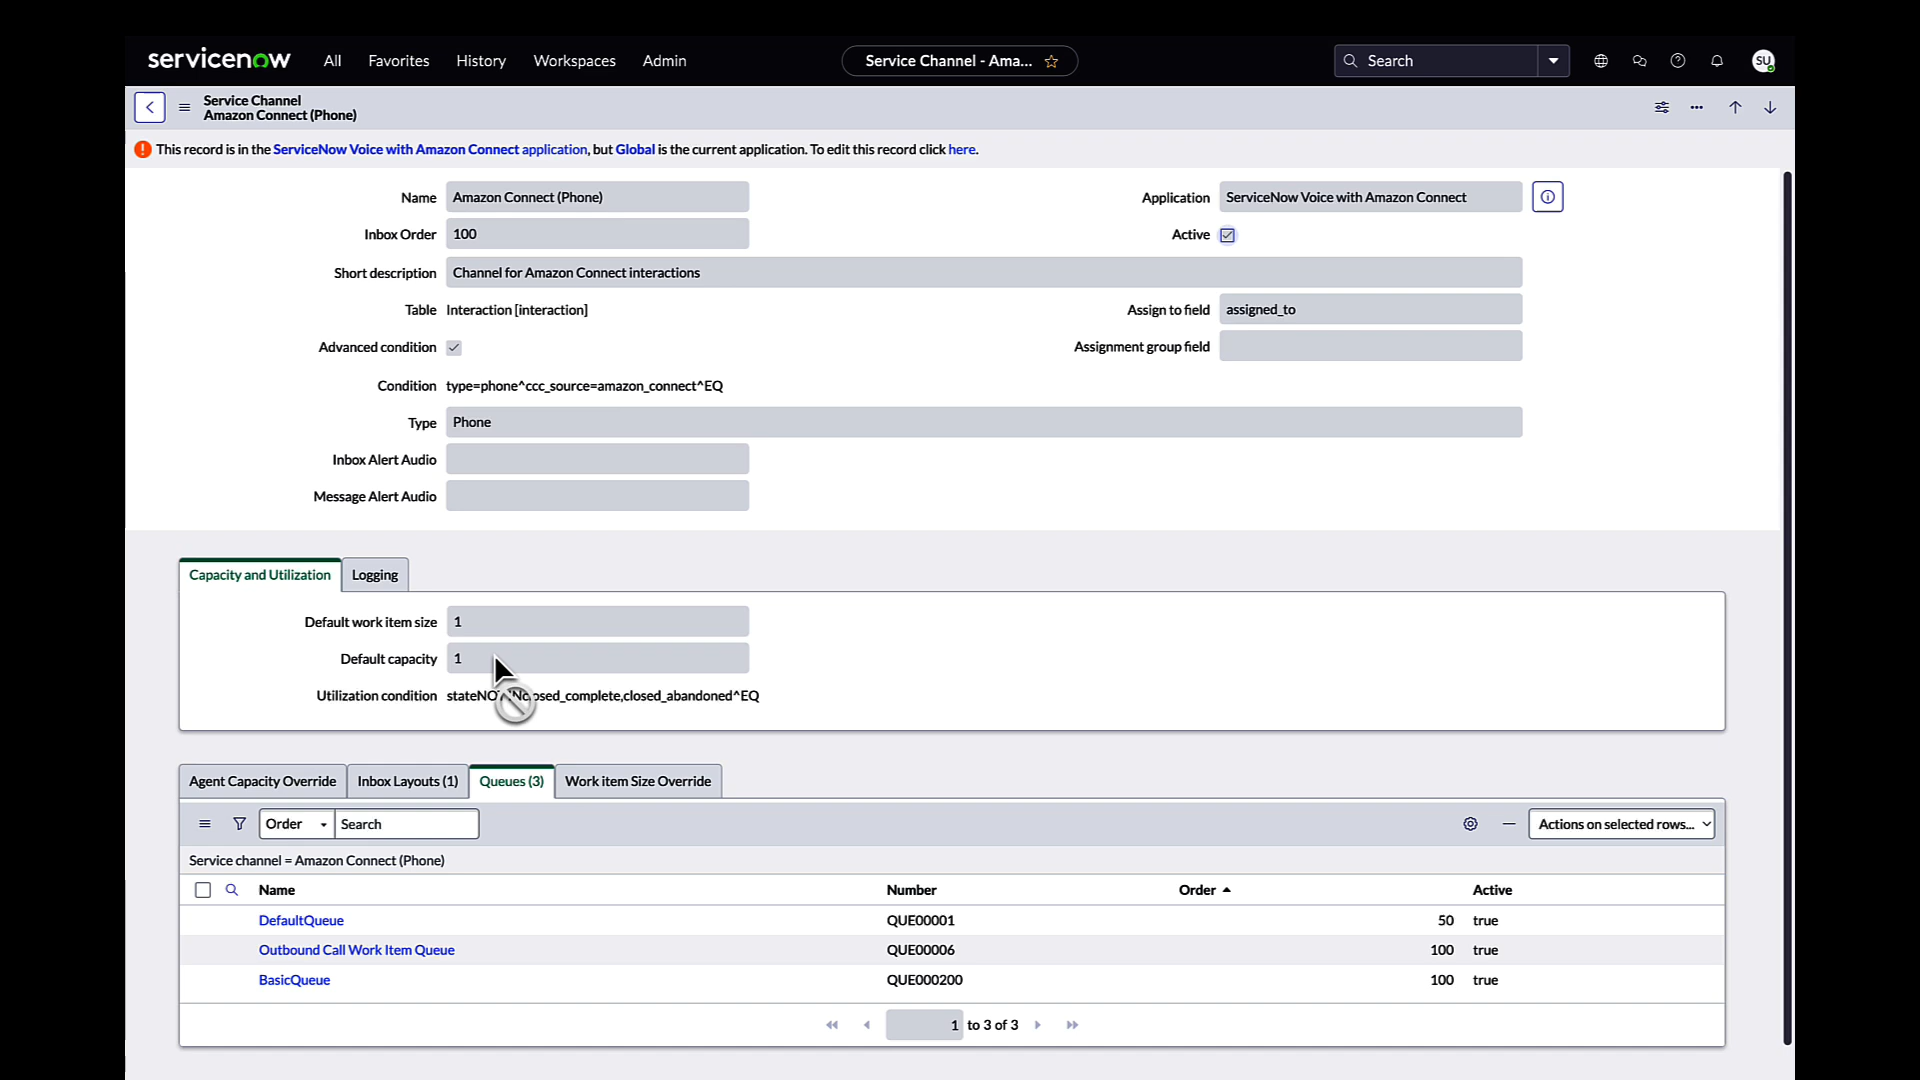 servicenow All Favorites History Workspaces Admin Service Channel - Ama... Search SU
Service Channel
Amazon Connect (Phone)
This record is in the ServiceNow Voice with Amazon Connect application, but Global is the current application. To edit this record click here.
Name Amazon Connect (Phone) Application ServiceNow Voice with Amazon Connect
Inbox Order 100 Active
Short description Channel for Amazon Connect interactions
Table Interaction [interaction] Assign to field assigned_to
Advanced condition Assignment group field
Condition type=phone^ccc_source=amazon_connect^EQ
Type Phone
Inbox Alert Audio
Message Alert Audio
Capacity and Utilization Logging
Default work item size 1
Default capacity 1
Utilization condition closed_abandoned^EQ
Agent Capacity Override Inbox Layouts (1) Queues (3) Work item Size Override
Order Search Actions on selected rows...
Service channel = Amazon Connect (Phone)
Name Number Order Active
DefaultQueue QUE00001 50 true
Outbound Call Work Item Queue QUE00006 100 true
BasicQueue QUE000200 100 true
1 to 3 of 3